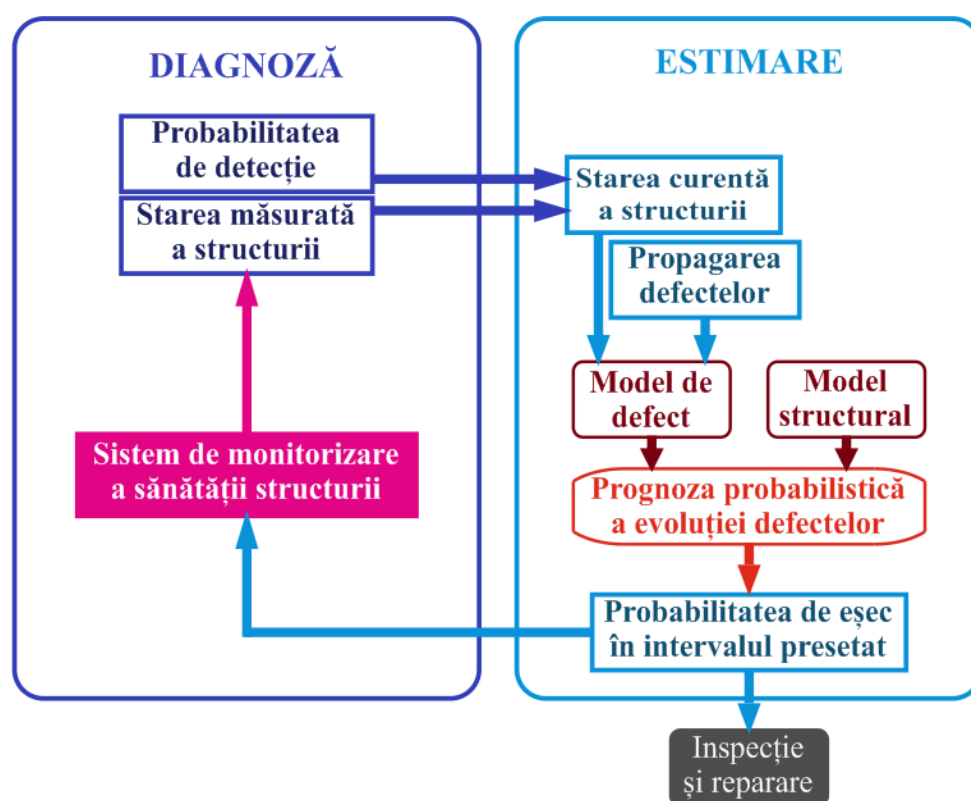 DIAGNOZĂ
Probabilitatea
de detecție
Starea măsurată
a structurii
Sistem de monitorizare
a sănătății structurii
ESTIMARE
Starea curentă
a structurii
Propagarea
defectelor
Model de
defect
Model
structural
Prognoza probabilistică
a evoluției defectelor
Probabilitatea de eșec
în intervalul presetat
Inspecție
și reparare